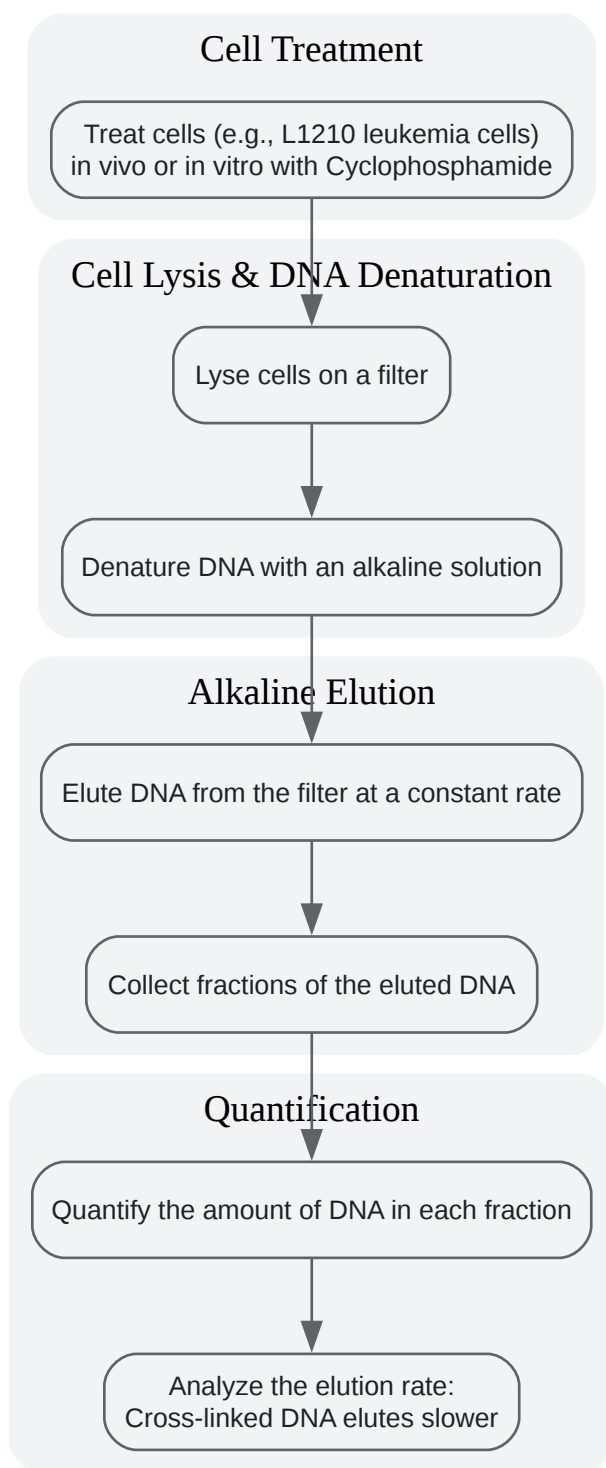 Cell Treatment
Treat cells (e.g., L1210 leukemia cells)
in vivo or in vitro with Cyclophosphamide
Cell Lysis & DNA Denaturation
Lyse cells on a filter
Denature DNA with an alkaline solution
Alkaline Elution
Elute DNA from the filter at a constant rate
Collect fractions of the eluted DNA
Quantification
Quantify the amount of DNA in each fraction
Analyze the elution rate:
Cross-linked DNA elutes slower